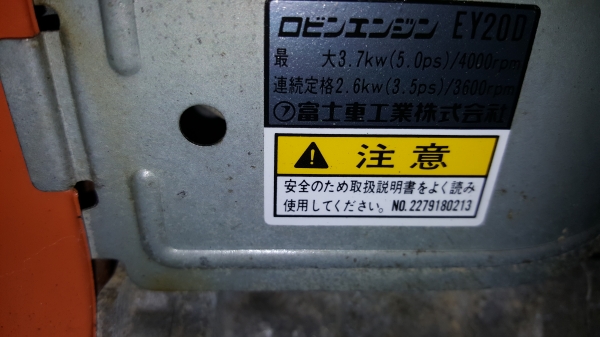 ロビンエンジン EY20D
最 大3.7kw(5.0ps)/4000rpm
連続定格2.6kw(3.5ps)/3600rpm
㋐富士重工業株式会社
注意
安全のため取扱説明書をよく読み
使用してください。 NO.2279180213